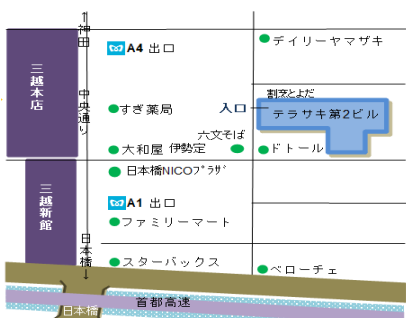 ↑神田
A4 出口
デイリーヤマザキ
三越本店
中央通り
割烹とよだ
すぎ薬局
入口
テラサキ第2ビル
六文そば
大和屋 伊勢定
ドトール
日本橋NICOプラザ
三越新館
A1 出口
ファミリーマート
日本橋↓
スターバックス
ベローチェ
首都高速
日本橋